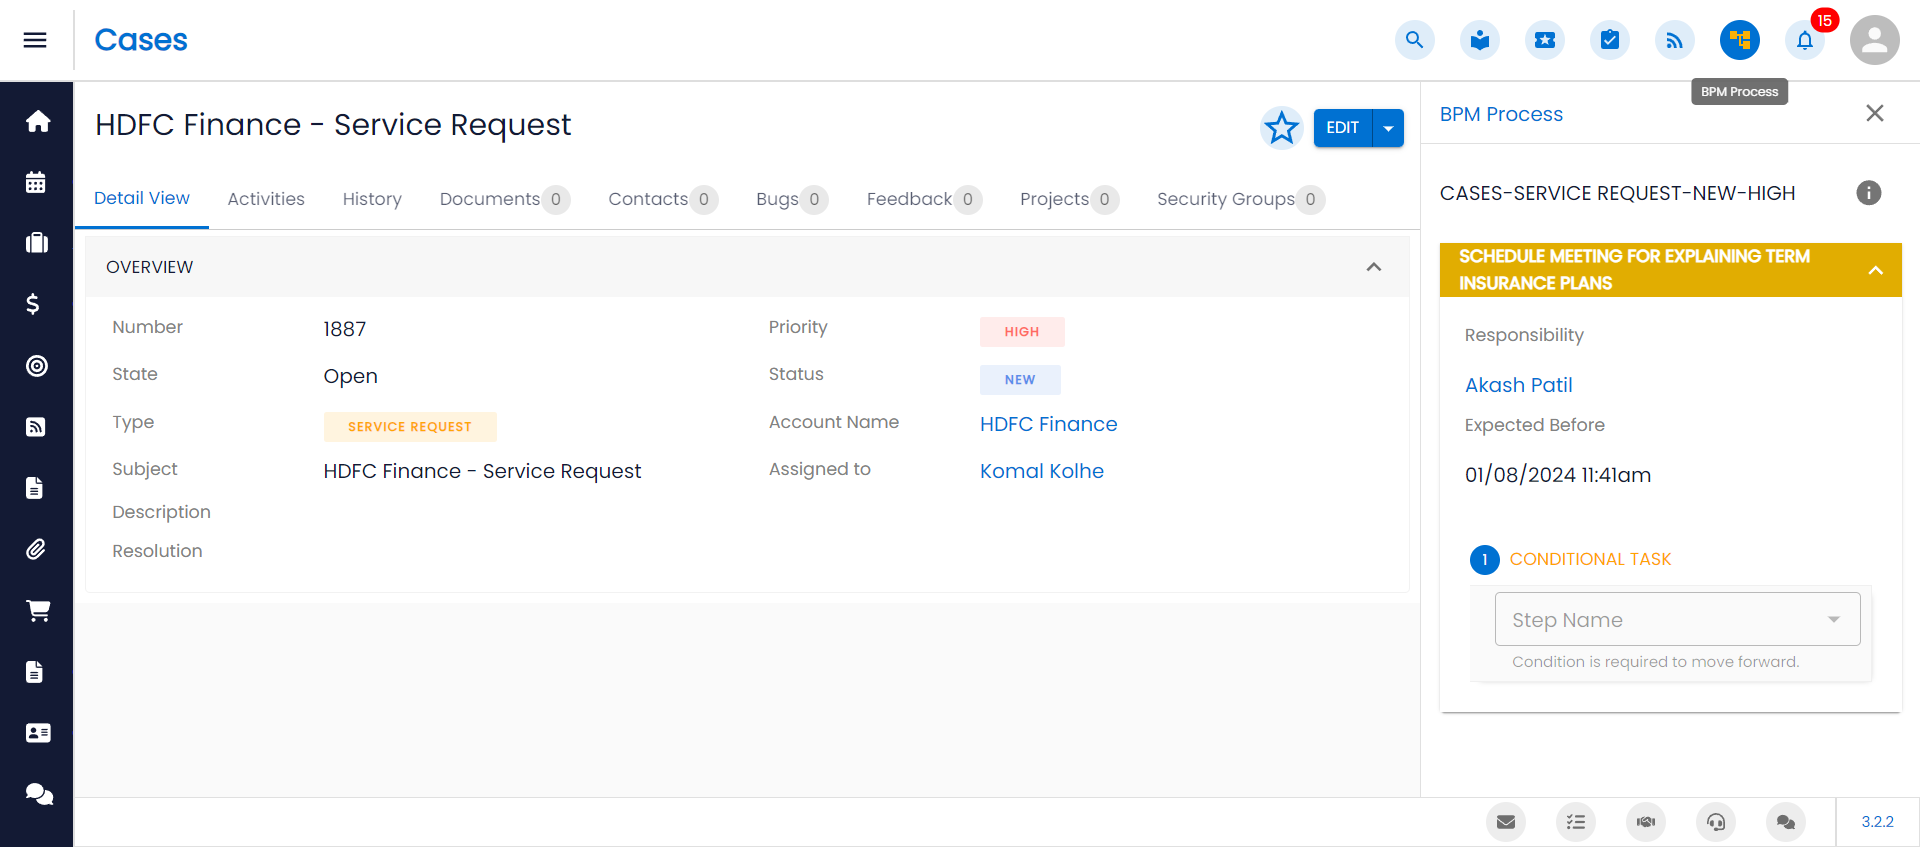 Cases
15
BPM Process
HDFC Finance - Service Request
EDIT
Detail View
Activities
History
Documents 0
Contacts 0
Bugs 0
Feedback 0
Projects 0
Security Groups 0
OVERVIEW
Number
1887
Priority
HIGH
State
Open
Status
NEW
Type
SERVICE REQUEST
Account Name
HDFC Finance
Subject
HDFC Finance - Service Request
Assigned to
Komal Kolhe
Description
Resolution
BPM Process
CASES-SERVICE REQUEST-NEW-HIGH
SCHEDULE MEETING FOR EXPLAINING TERM
INSURANCE PLANS
Responsibility
Akash Patil
Expected Before
01/08/2024 11:41am
1 CONDITIONAL TASK
Step Name
Condition is required to move forward.
3.2.2